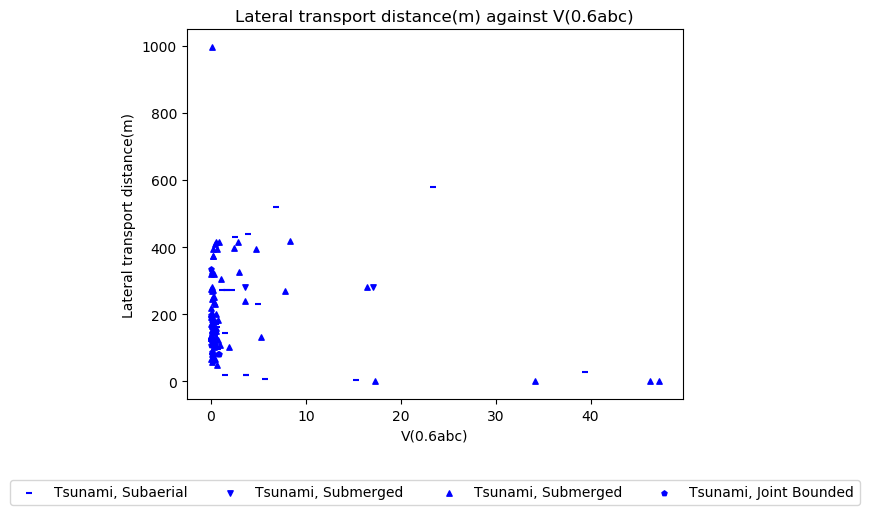 Lateral transport distance(m) against V(0.6abc)
1000
800
600
400
200
0
Lateral transport distance(m)
0 10 20 30 40
V(0.6abc)
Tsunami, Subaerial Tsunami, Submerged Tsunami, Submerged Tsunami, Joint Bounded